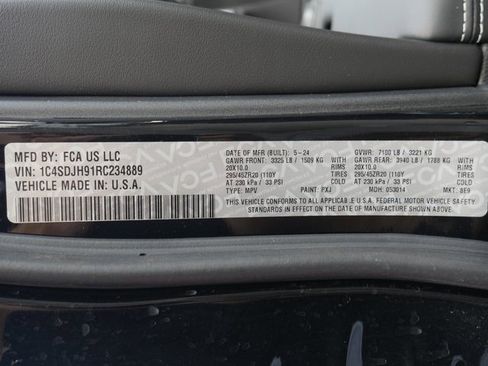 MFD BY: FCA US LLC
VIN: 1C4SDJH91RC234889
VEHICLE MADE IN U.S.A.
DATE OF MFR (BUILT): 5-24 GVWR: 7100 LB / 3221 KG
GAWR FRONT: 3325 LB / 1509 KG WITH GAWR REAR: 3940 LB / 1788 KG WITH
20X10.0 RIMS 20X10.0 RIMS
295/45ZR20 (110Y TIRES 295/45ZR20 (110Y TIRES
AT 230 kPa / 33 PSI COLD AT 230 kPa / 33 PSI COLD
TYPE: MPV PAINT: PXJ MDH: 053014 MKT: 8E9
THIS VEHICLE CONFORMS TO ALL APPLICABLE U.S.A. FEDERAL MOTOR VEHICLE SAFETY
STANDARDS IN EFFECT ON THE DATE OF MANUFACTURE SHOWN ABOVE.